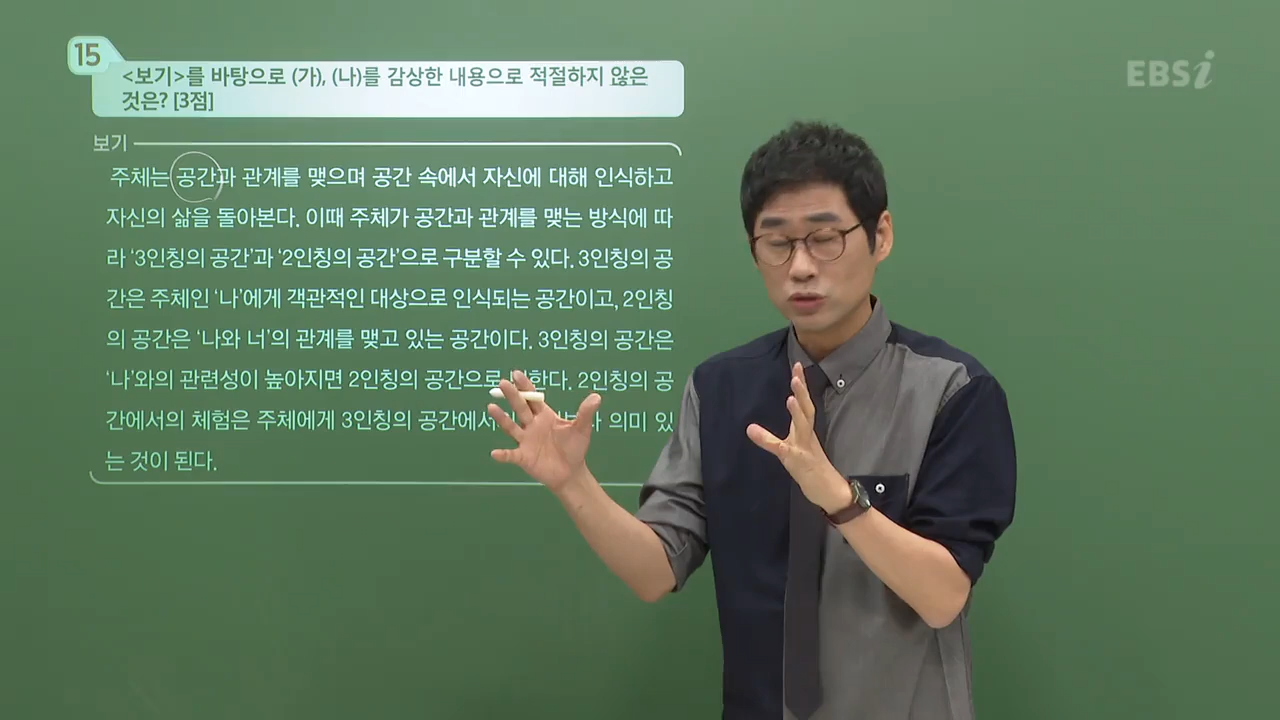 15
<보기>를 바탕으로 (가), (나)를 감상한 내용으로 적절하지 않은
것은? [3점]
EBSi
보기
주체는 공간과 관계를 맺으며 공간 속에서 자신에 대해 인식하고
자신의 삶을 돌아본다. 이때 주체가 공간과 관계를 맺는 방식에 따
라 '3인칭의 공간'과 '2인칭의 공간'으로 구분할 수 있다. 3인칭의 공
간은 주체인 '나'에게 객관적인 대상으로 인식되는 공간이고, 2인칭
의 공간은 '나와 너'의 관계를 맺고 있는 공간이다. 3인칭의 공간은
'나'와의 관련성이 높아지면 2인칭의 공간으로
2인칭의 공
간에서의 체험은 주체에게 3인칭의 공간에서의
의미 있
는 것이 된다.